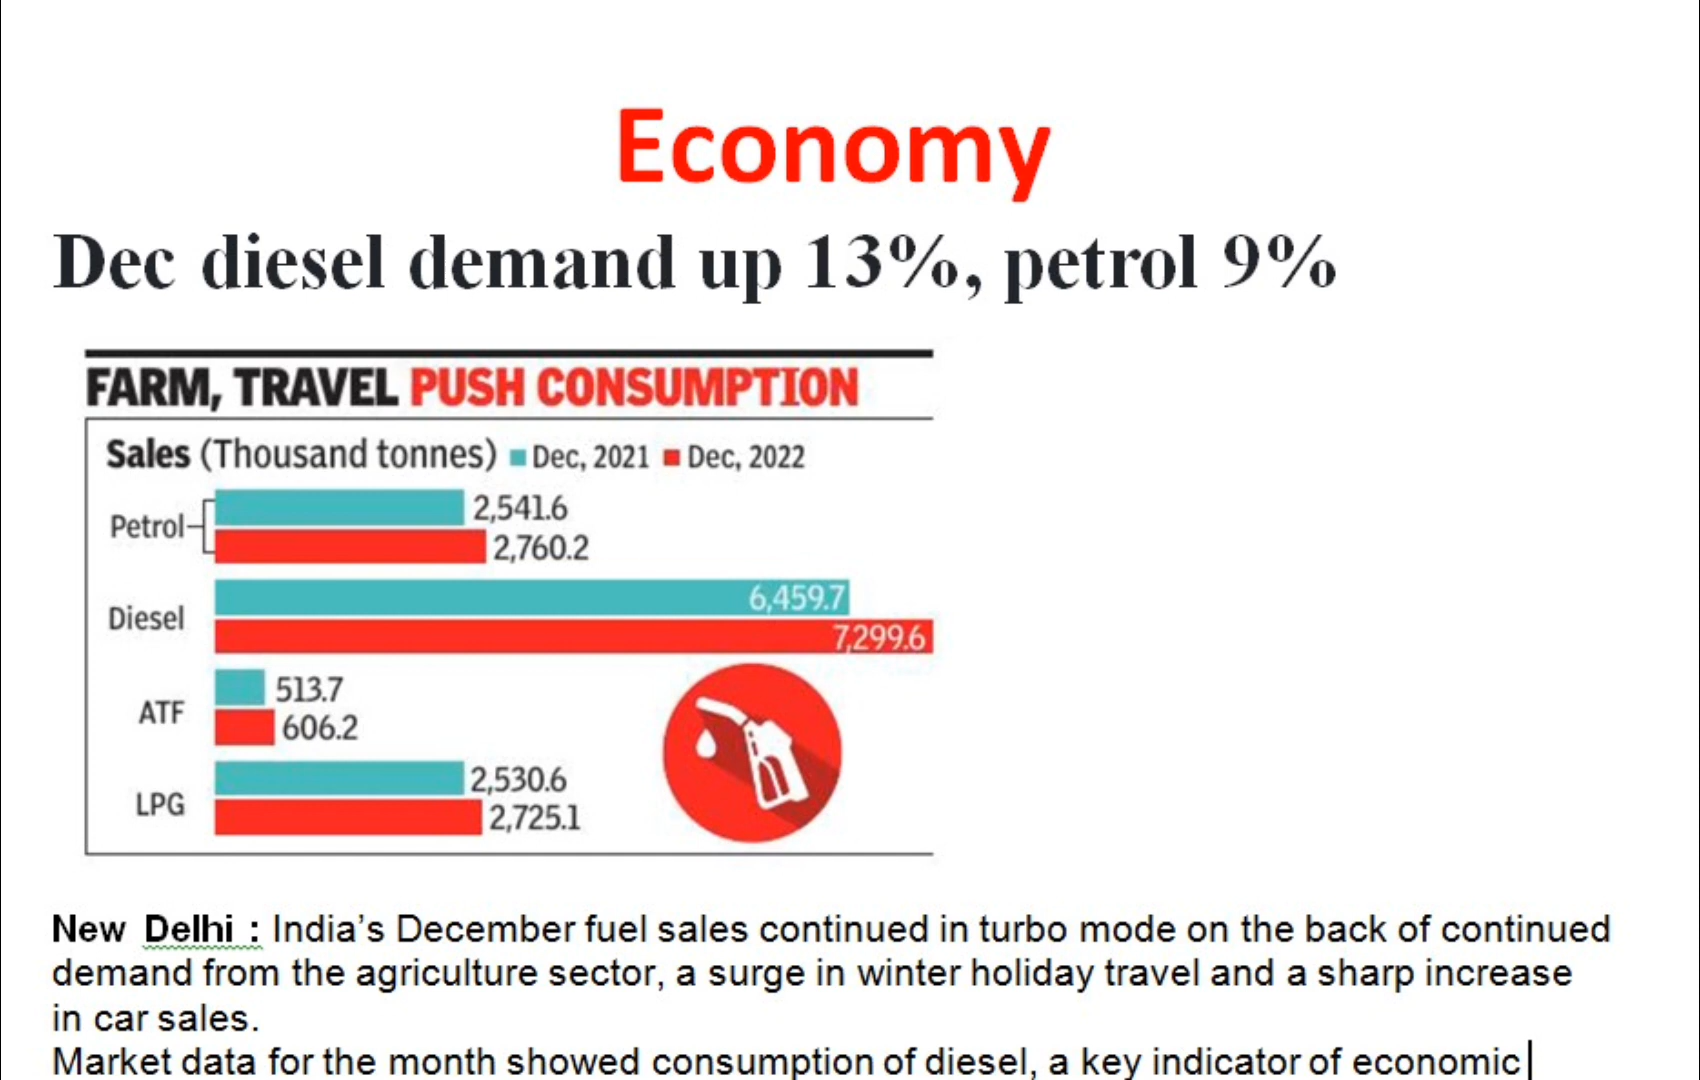 Economy
Dec diesel demand up 13%, petrol 9%
FARM, TRAVEL PUSH CONSUMPTION
Sales (Thousand tonnes) Dec, 2021 Dec, 2022
Petrol
2,541.6
2,760.2
Diesel
6,459.7
7,299.6
ATF
513.7
606.2
LPG
2,530.6
2,725.1
New Delhi : India’s December fuel sales continued in turbo mode on the back of continued
demand from the agriculture sector, a surge in winter holiday travel and a sharp increase
in car sales.
Market data for the month showed consumption of diesel, a key indicator of economic